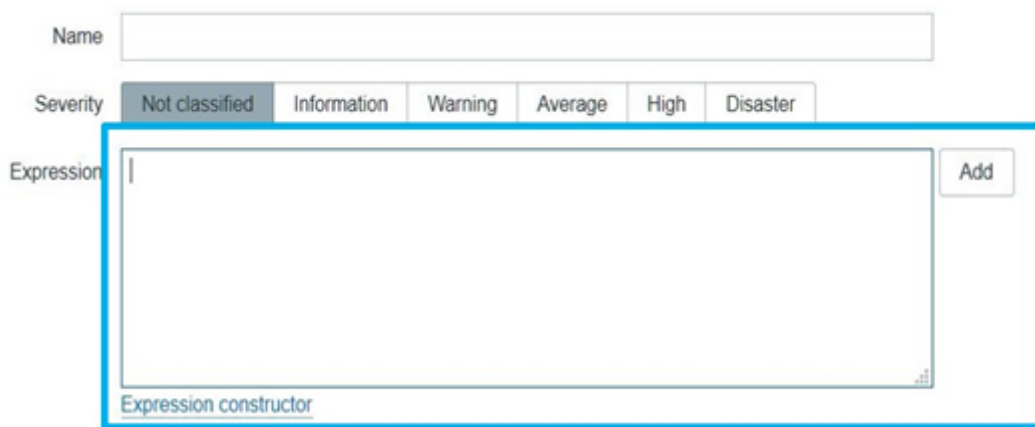 Name
Severity Not classified Information Warning Average High Disaster
Expression Add
Expression constructor